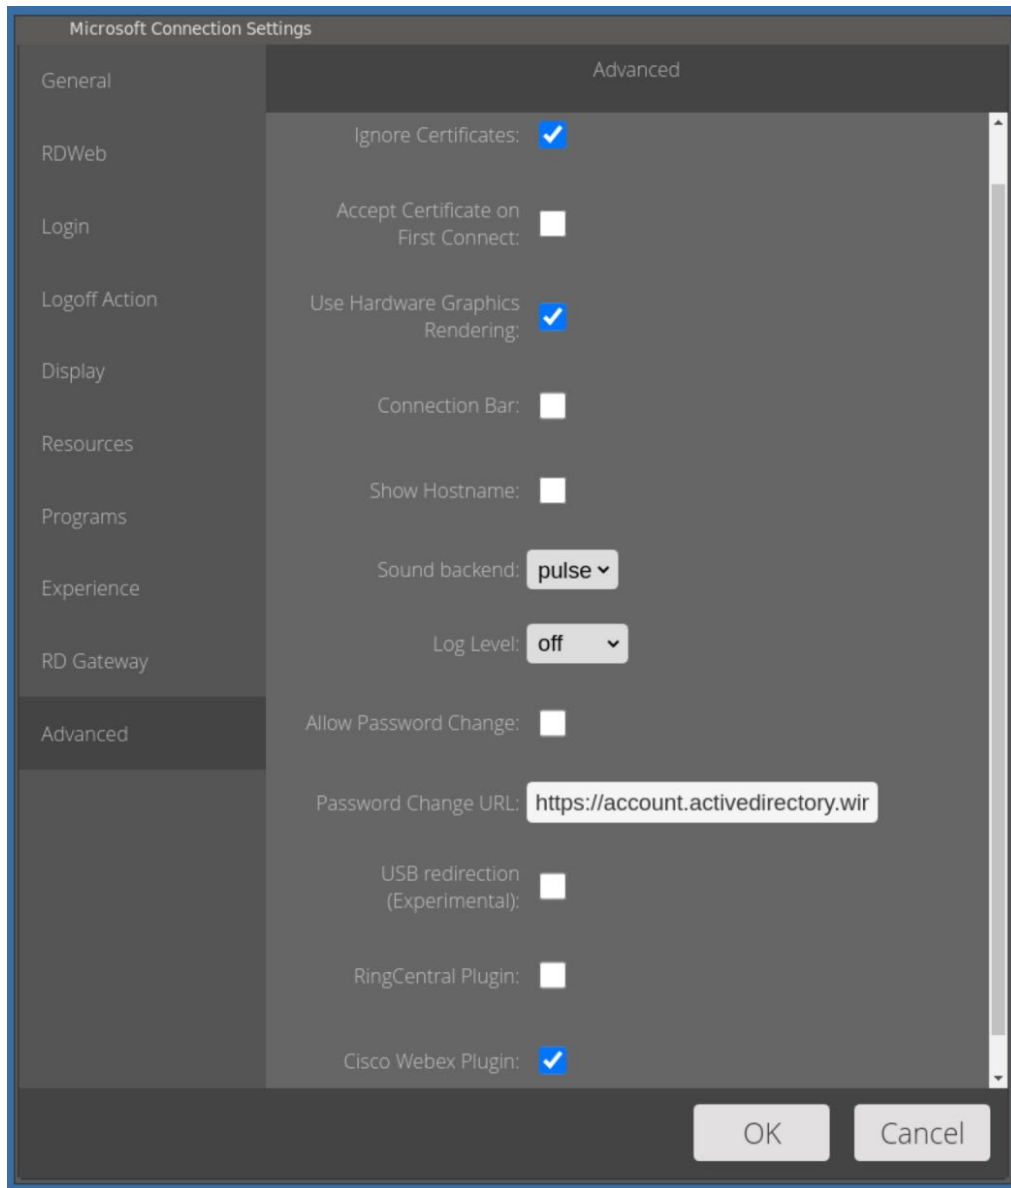 Microsoft Connection Settings
General
RDWeb
Login
Logoff Action
Display
Resources
Programs
Experience
RD Gateway
Advanced
Advanced
Ignore Certificates:
Accept Certificate on
First Connect:
Use Hardware Graphics
Rendering:
Connection Bar:
Show Hostname:
Sound backend: pulse
Log Level: off
Allow Password Change:
Password Change URL: https://account.activedirectory.wir
USB redirection
(Experimental):
RingCentral Plugin:
Cisco Webex Plugin:
OK Cancel